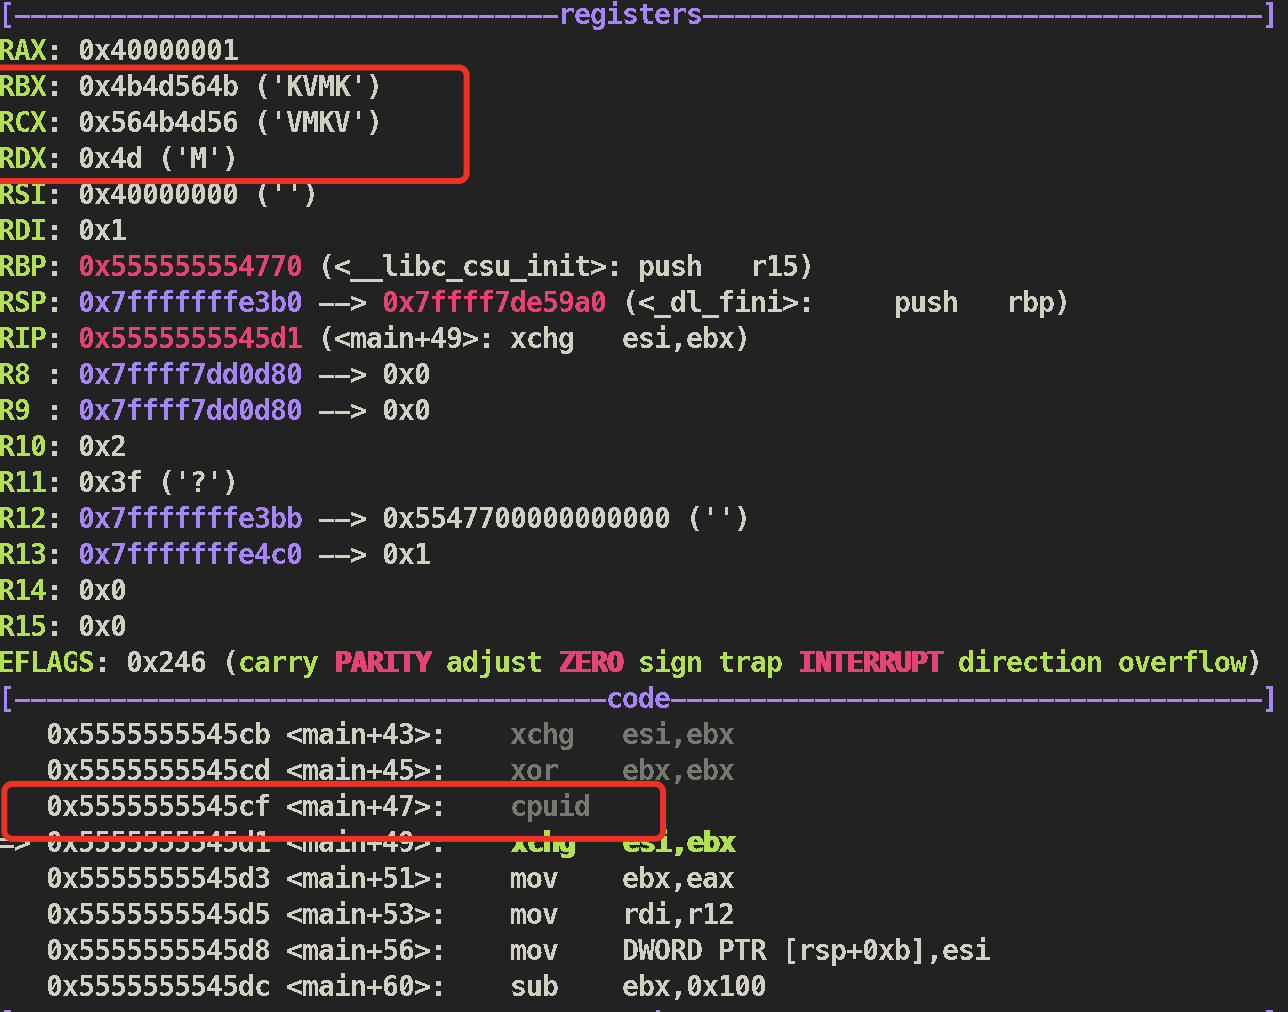 [----------------------------------registers-----------------------------------]
RAX: 0x40000001
RBX: 0x4b4d564b ('KVMK')
RCX: 0x564b4d56 ('VMKV')
RDX: 0x4d ('M')
RSI: 0x40000000 ('')
RDI: 0x1
RBP: 0x555555554770 (<__libc_csu_init>: push   r15)
RSP: 0x7fffffffe3b0 --> 0x7ffff7de59a0 (<_dl_fini>:      push   rbp)
RIP: 0x5555555545d1 (<main+49>: xchg   esi,ebx)
R8 : 0x7ffff7dd0d80 --> 0x0
R9 : 0x7ffff7dd0d80 --> 0x0
R10: 0x2
R11: 0x3f ('?')
R12: 0x7fffffffe3bb --> 0x5547700000000000 ('')
R13: 0x7fffffffe4c0 --> 0x1
R14: 0x0
R15: 0x0
EFLAGS: 0x246 (carry PARITY adjust ZERO sign trap INTERRUPT direction overflow)
[-------------------------------------code-------------------------------------]
   0x5555555545cb <main+43>:    xchg   esi,ebx
   0x5555555545cd <main+45>:    xor    ebx,ebx
   0x5555555545cf <main+47>:    cpuid
=> 0x5555555545d1 <main+49>:    xchg   esi,ebx
   0x5555555545d3 <main+51>:    mov    ebx,eax
   0x5555555545d5 <main+53>:    mov    rdi,r12
   0x5555555545d8 <main+56>:    mov    DWORD PTR [rsp+0xb],esi
   0x5555555545dc <main+60>:    sub    ebx,0x100